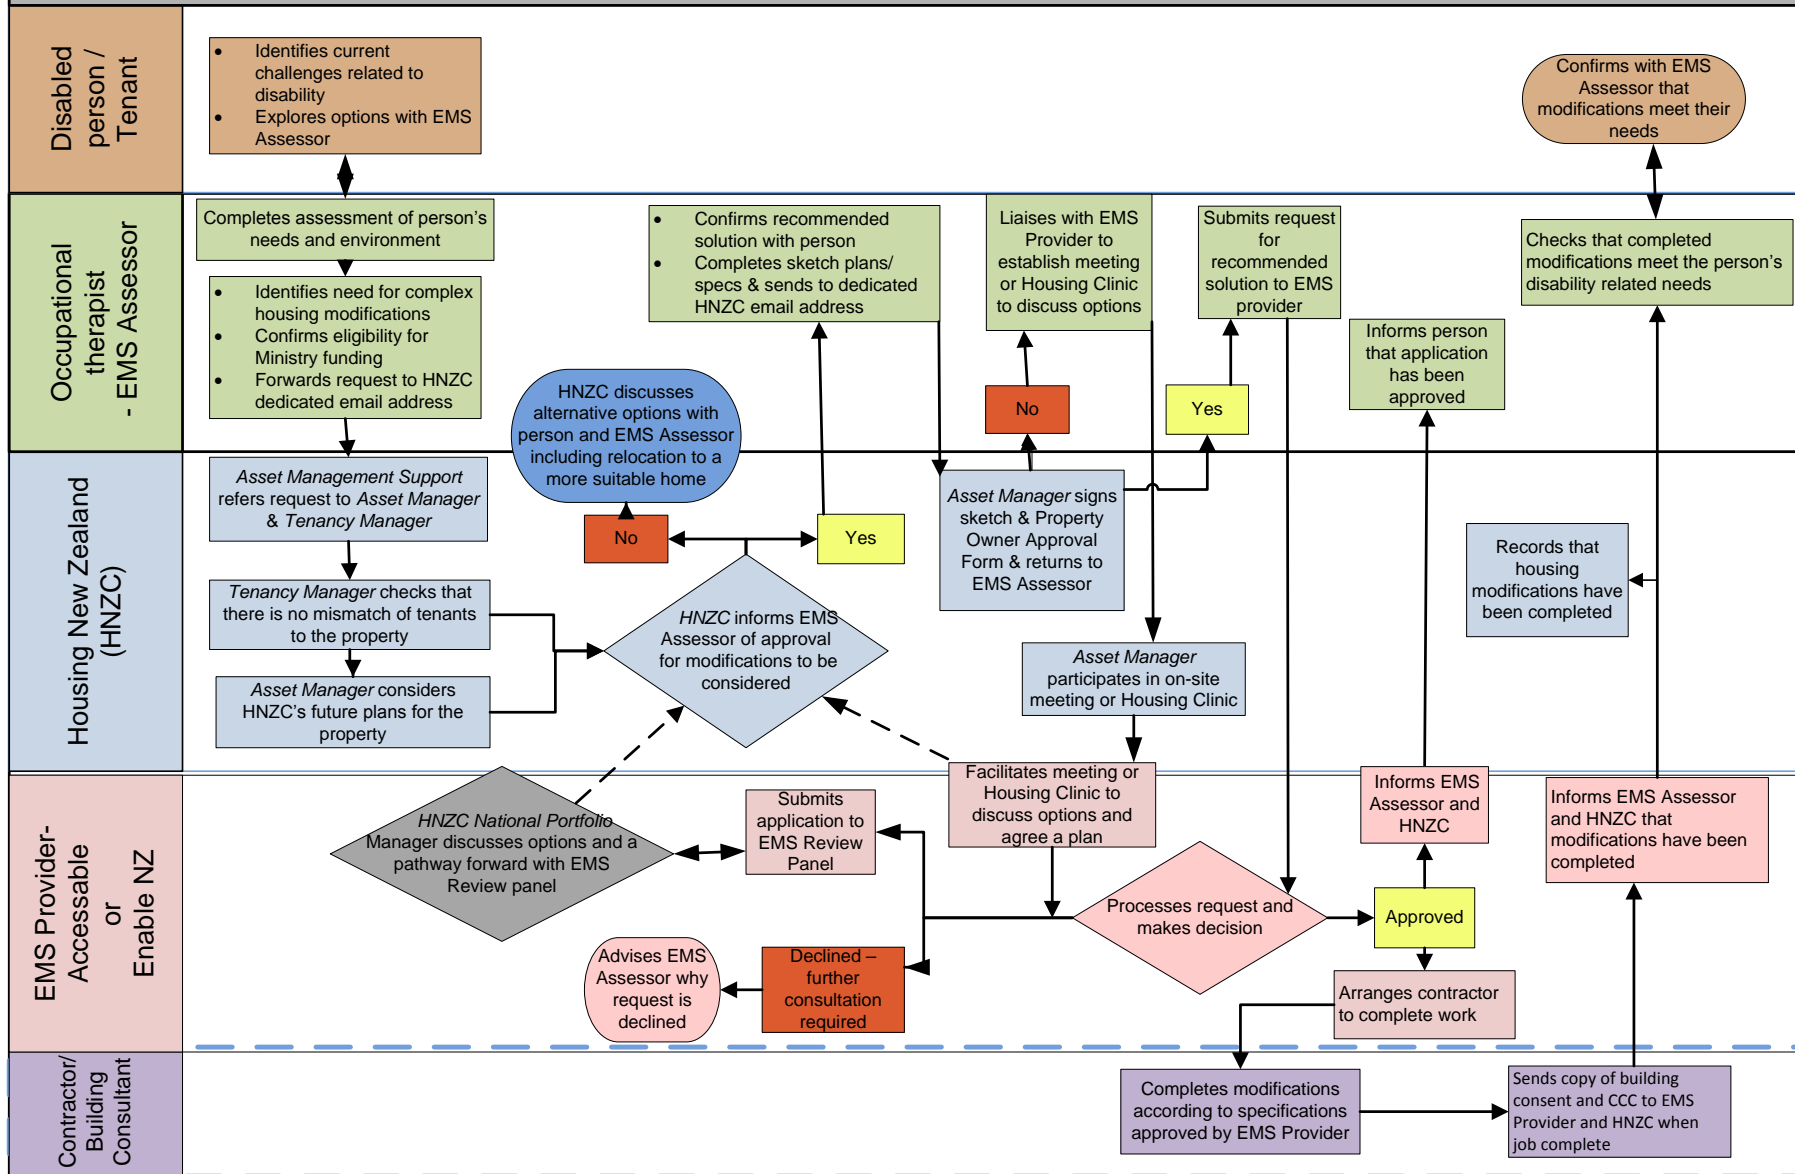 Disabled
person /
Tenant
• Identifies current
challenges related to
disability
• Explores options with EMS
Assessor
Confirms with EMS
Assessor that
modifications meet their
needs
Occupational
therapist
- EMS Assessor
Completes assessment of person's
needs and environment
• Identifies need for complex
housing modifications
• Confirms eligibility for
Ministry funding
• Forwards request to HNZC
dedicated email address
• Confirms recommended
solution with person
• Completes sketch plans/
specs & sends to dedicated
HNZC email address
Liaises with EMS
Provider to
establish meeting
or Housing Clinic
to discuss options
Submits request
for
recommended
solution to EMS
provider
Checks that completed
modifications meet the person's
disability related needs
Informs person
that application
has been
approved
HNZC discusses
alternative options with
person and EMS Assessor
including relocation to a
more suitable home
No
Yes
Housing New Zealand
(HNZC)
Asset Management Support
refers request to Asset Manager
& Tenancy Manager
Tenancy Manager checks that
there is no mismatch of tenants
to the property
Asset Manager considers
HNZC's future plans for the
property
No
Yes
HNZC informs EMS
Assessor of approval
for modifications to be
considered
Asset Manager signs
sketch & Property
Owner Approval
Form & returns to
EMS Assessor
Asset Manager
participates in on-site
meeting or Housing Clinic
Records that
housing
modifications have
been completed
EMS Provider-
Accessable
or
Enable NZ
HNZC National Portfolio
Manager discusses options and a
pathway forward with EMS
Review panel
Submits
application to
EMS Review
Panel
Facilitates meeting or
Housing Clinic to
discuss options and
agree a plan
Informs EMS
Assessor and
HNZC
Informs EMS Assessor
and HNZC that
modifications have been
completed
Processes request and
makes decision
Approved
Advises EMS
Assessor why
request is
declined
Declined –
further
consultation
required
Arranges contractor
to complete work
Contractor/
Building
Consultant
Completes modifications
according to specifications
approved by EMS Provider
Sends copy of building
consent and CCC to EMS
Provider and HNZC when
job complete